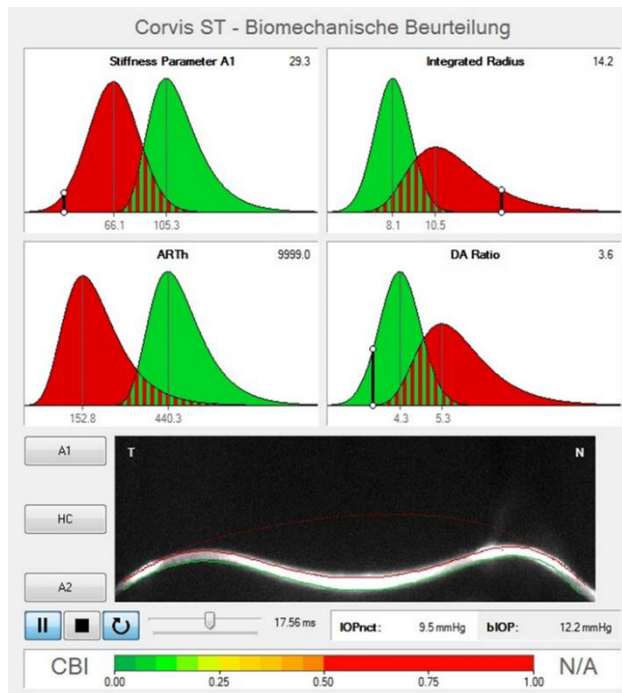 Corvis ST - Biomechanische Beurteilung
Stiffness Parameter A1 29.3
66.1 105.3
Integrated Radius 14.2
8.1 10.5
ARTh 9999.0
152.8 440.3
DA Ratio 3.6
4.3 5.3
A1
HC
A2
T N
17.56 ms
IOPnct: 9.5 mmHg bIOP: 12.2 mmHg
CBI N/A
0.00 0.25 0.50 0.75 1.00